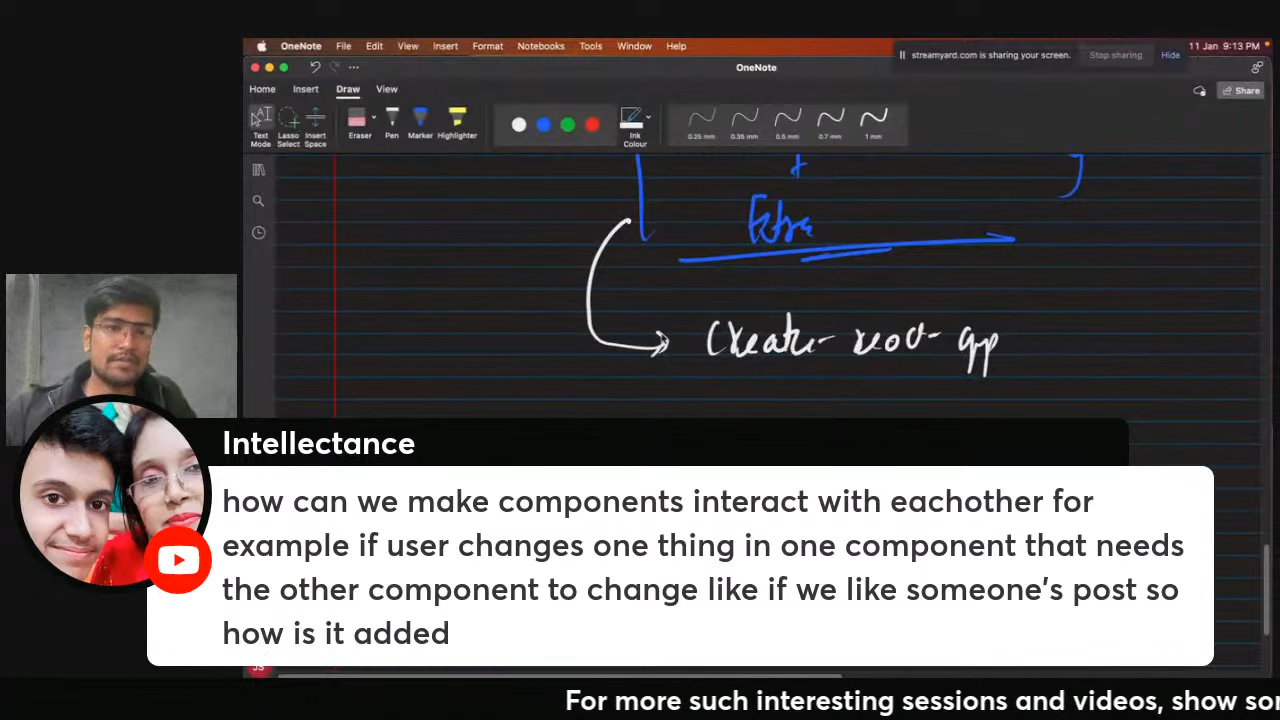 OneNote File Edit View Insert Format Notebooks Tools Window Help
streamyard.com is sharing your screen. Stop sharing Hide
11 Jan 9:13 PM
OneNote
Home Insert Draw View
Share
Text Mode
Lasso Select
Insert Space
Eraser
Pen
Marker
Highlighter
Ink Colour
0.25 mm 0.35 mm 0.5 mm 0.7 mm 1 mm
+
Create-react-app
Intellectance
how can we make components interact with eachother for
example if user changes one thing in one component that needs
the other component to change like if we like someone's post so
how is it added
JS
For more such interesting sessions and videos, show so